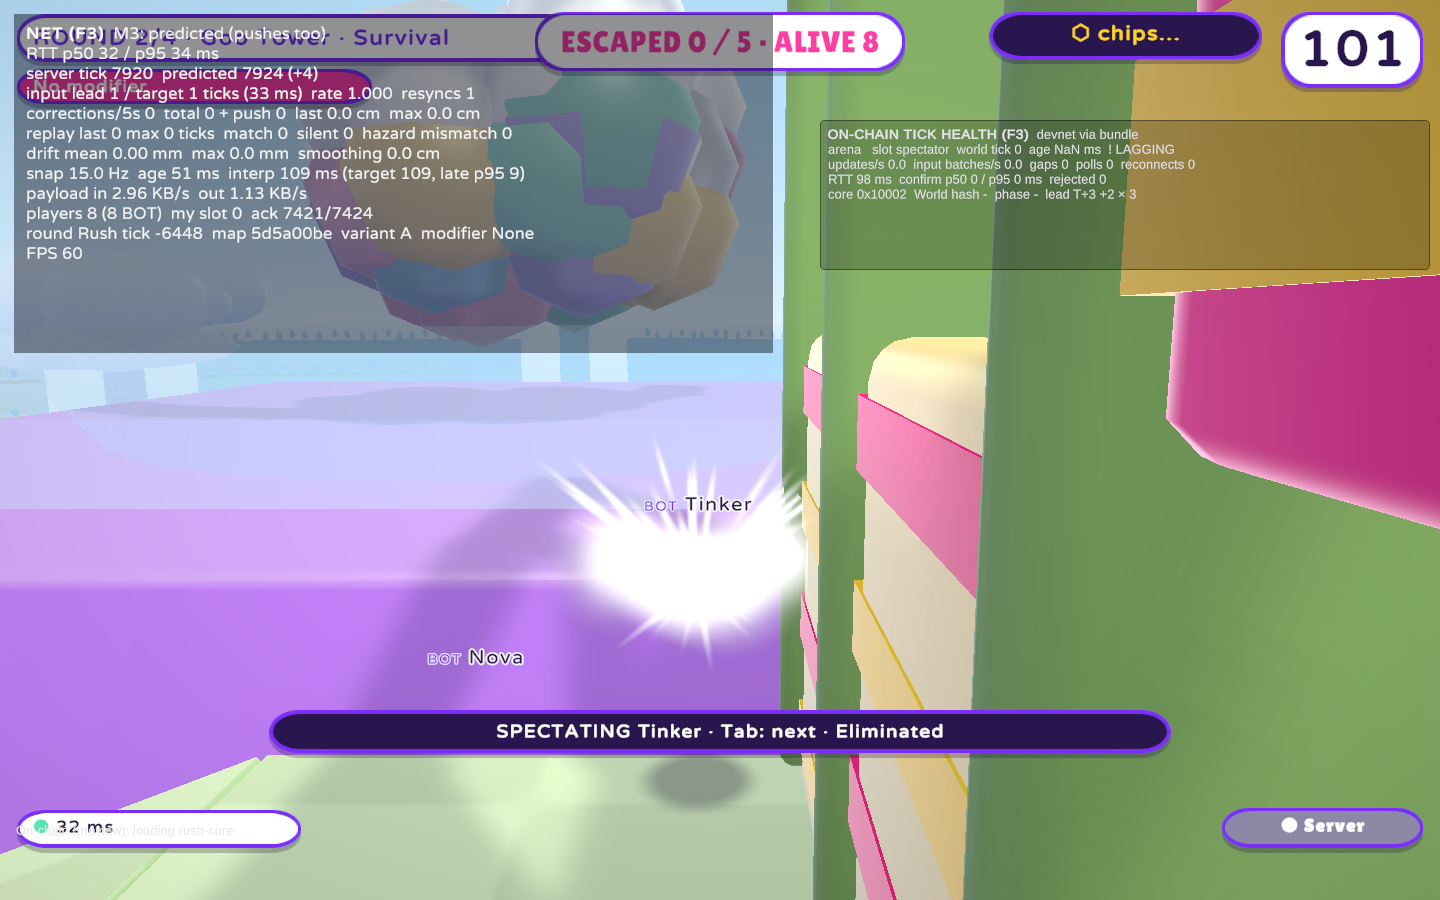 NET (F3) M3: predicted (pushes too)
RTT p50 32 / p95 34 ms
server tick 7920 predicted 7924 (+4)
input lead 1 / target 1 ticks (33 ms) rate 1.000 resyncs 1
corrections/5s 0 total 0 + push 0 last 0.0 cm max 0.0 cm
replay last 0 max 0 ticks match 0 silent 0 hazard mismatch 0
drift mean 0.00 mm max 0.0 mm smoothing 0.0 cm
snap 15.0 Hz age 51 ms interp 109 ms (target 109, late p95 9)
payload in 2.96 KB/s out 1.13 KB/s
players 8 (8 BOT) my slot 0 ack 7421/7424
round Rush tick -6448 map 5d5a00be variant A modifier None
FPS 60
· Survival
No modifier
ESCAPED 0 / 5 · ALIVE 8
chips...
101
ON-CHAIN TICK HEALTH (F3) devnet via bundle
arena slot spectator world tick 0 age NaN ms ! LAGGING
updates/s 0.0 input batches/s 0.0 gaps 0 polls 0 reconnects 0
RTT 98 ms confirm p50 0 / p95 0 ms rejected 0
core 0x10002 World hash - phase - lead T+3 +2 × 3
BOT Tinker
BOT Nova
SPECTATING Tinker · Tab: next · Eliminated
32 ms
loading rush-core
Server